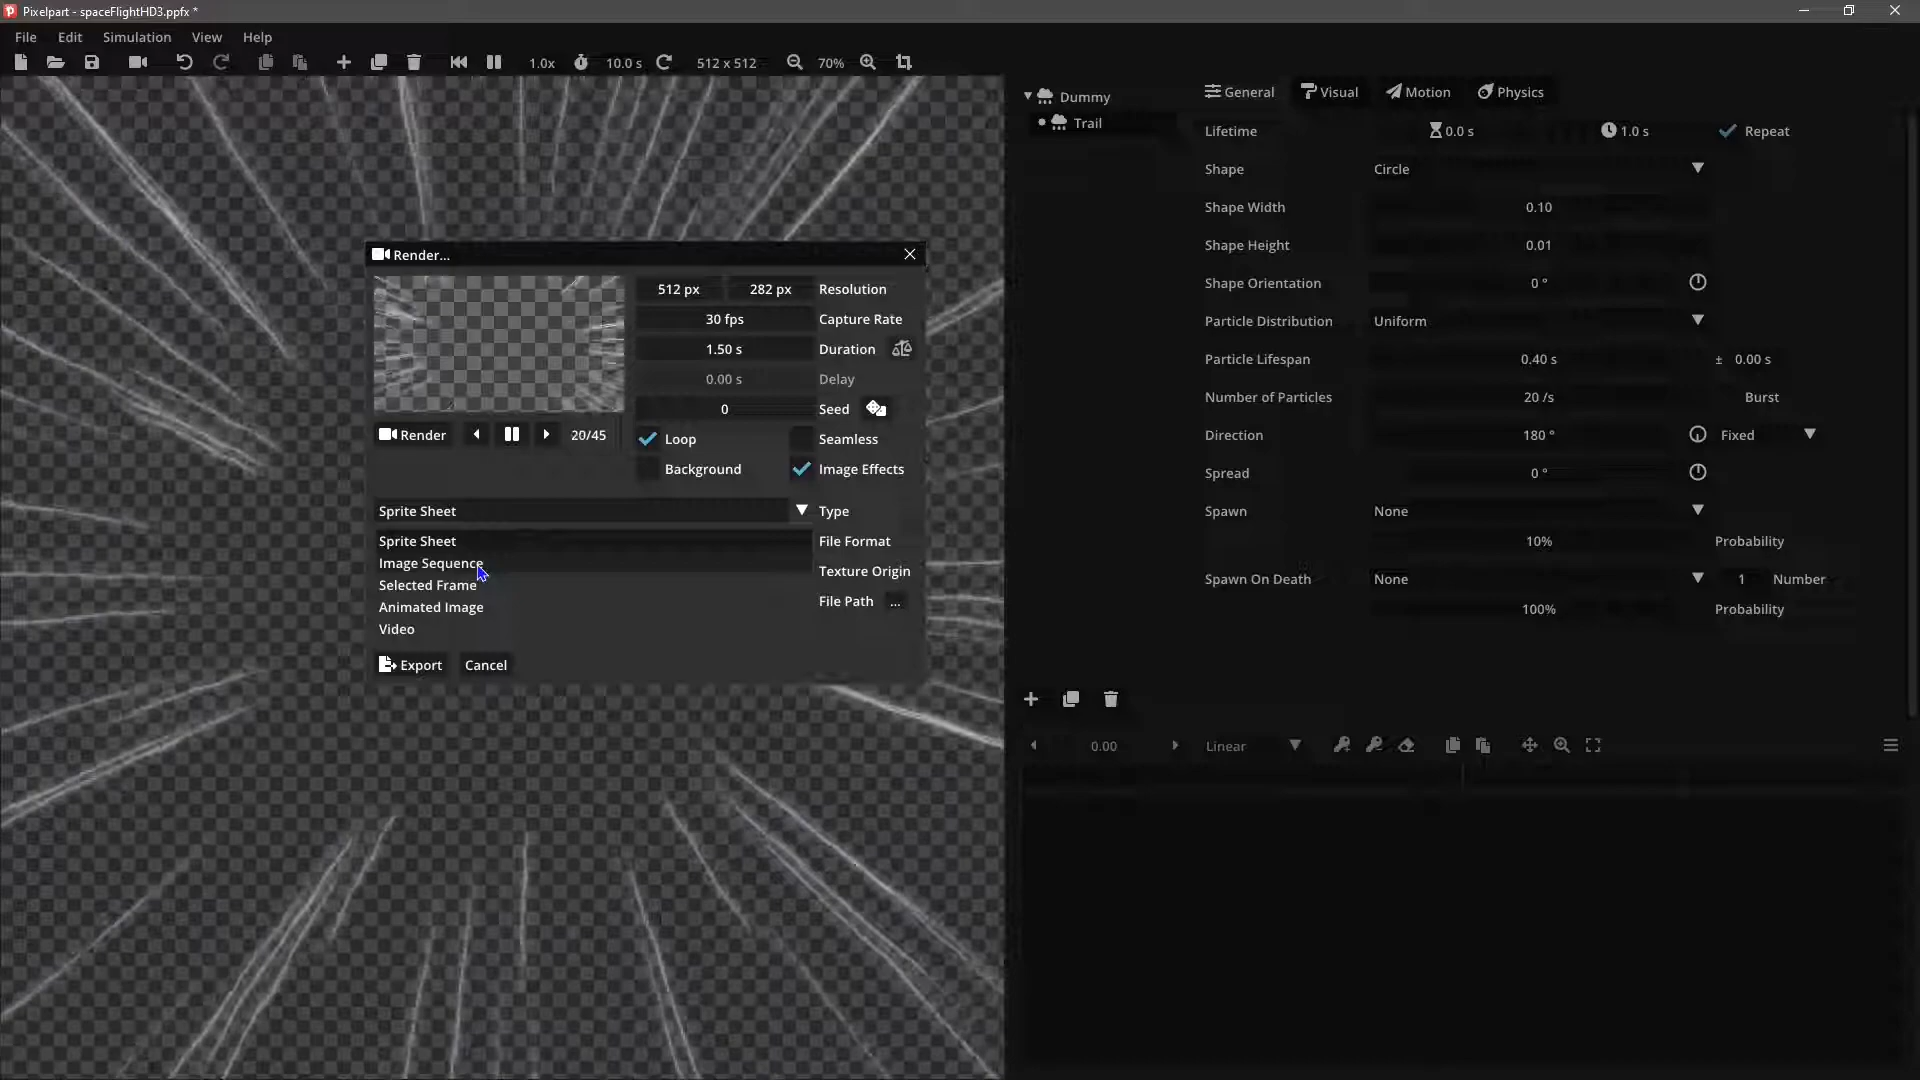 Pixelpart - spaceFlightHD3.ppfx *
File Edit Simulation View Help
1.0x 10.0 s 512 x 512 70%
Dummy
Trail
General Visual Motion Physics
Lifetime 0.0 s 1.0 s Repeat
Shape Circle
Shape Width 0.10
Shape Height 0.01
Shape Orientation 0 °
Particle Distribution Uniform
Particle Lifespan 0.40 s ± 0.00 s
Number of Particles 20 /s Burst
Direction 180 ° Fixed
Spread 0 °
Spawn None
10% Probability
Spawn On Death None 1 Number
100% Probability
Render...
512 px 282 px Resolution
30 fps Capture Rate
1.50 s Duration
0.00 s Delay
0 Seed
Render 20/45 Loop Seamless
Background Image Effects
Sprite Sheet Type
Sprite Sheet File Format
Image Sequence
Texture Origin
Selected Frame
Animated Image File Path ...
Video
Export Cancel
0.00 Linear